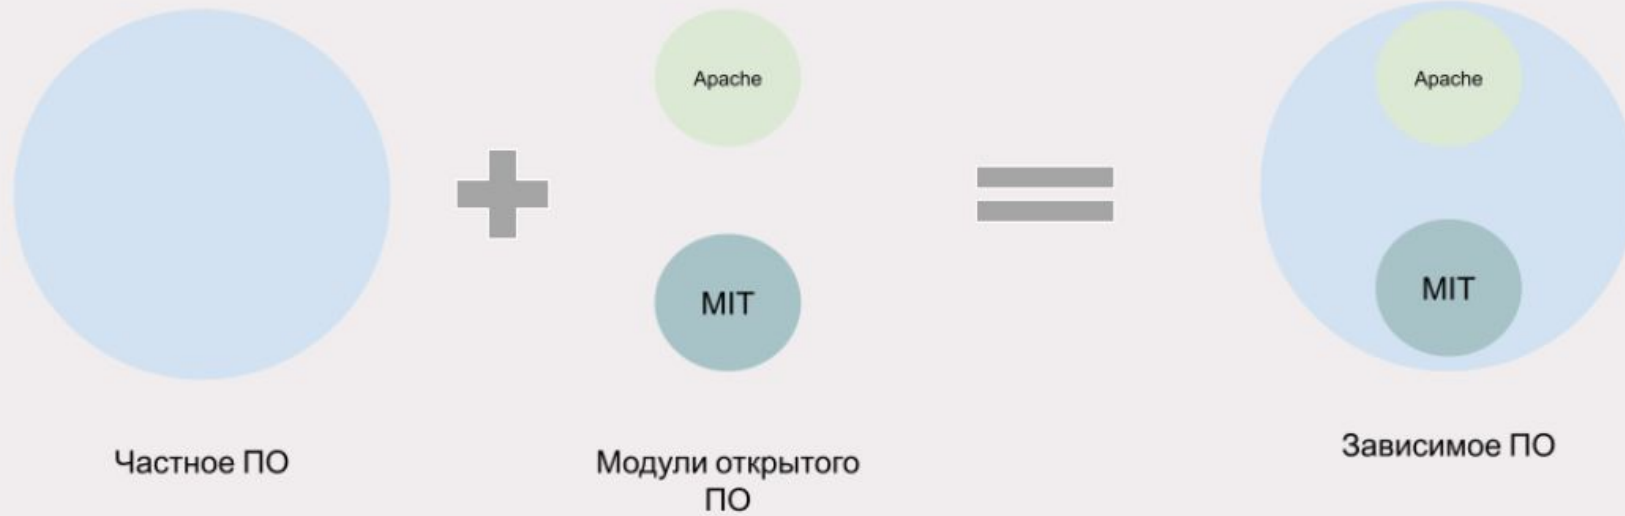 Apache
MIT
Apache
MIT
Частное ПО
Модули открытого
ПО
Зависимое ПО